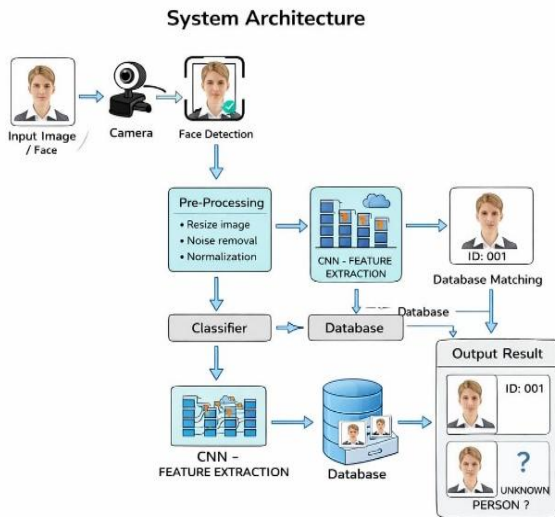 System Architecture
Input Image
/ Face
Camera
Face Detection
Pre-Processing
• Resize image
• Noise removal
• Normalization
CNN - FEATURE
EXTRACTION
ID: 001
Database Matching
Database
Classifier
Database
Output Result
ID: 001
?
UNKNOWN
PERSON ?
CNN –
FEATURE EXTRACTION
Database